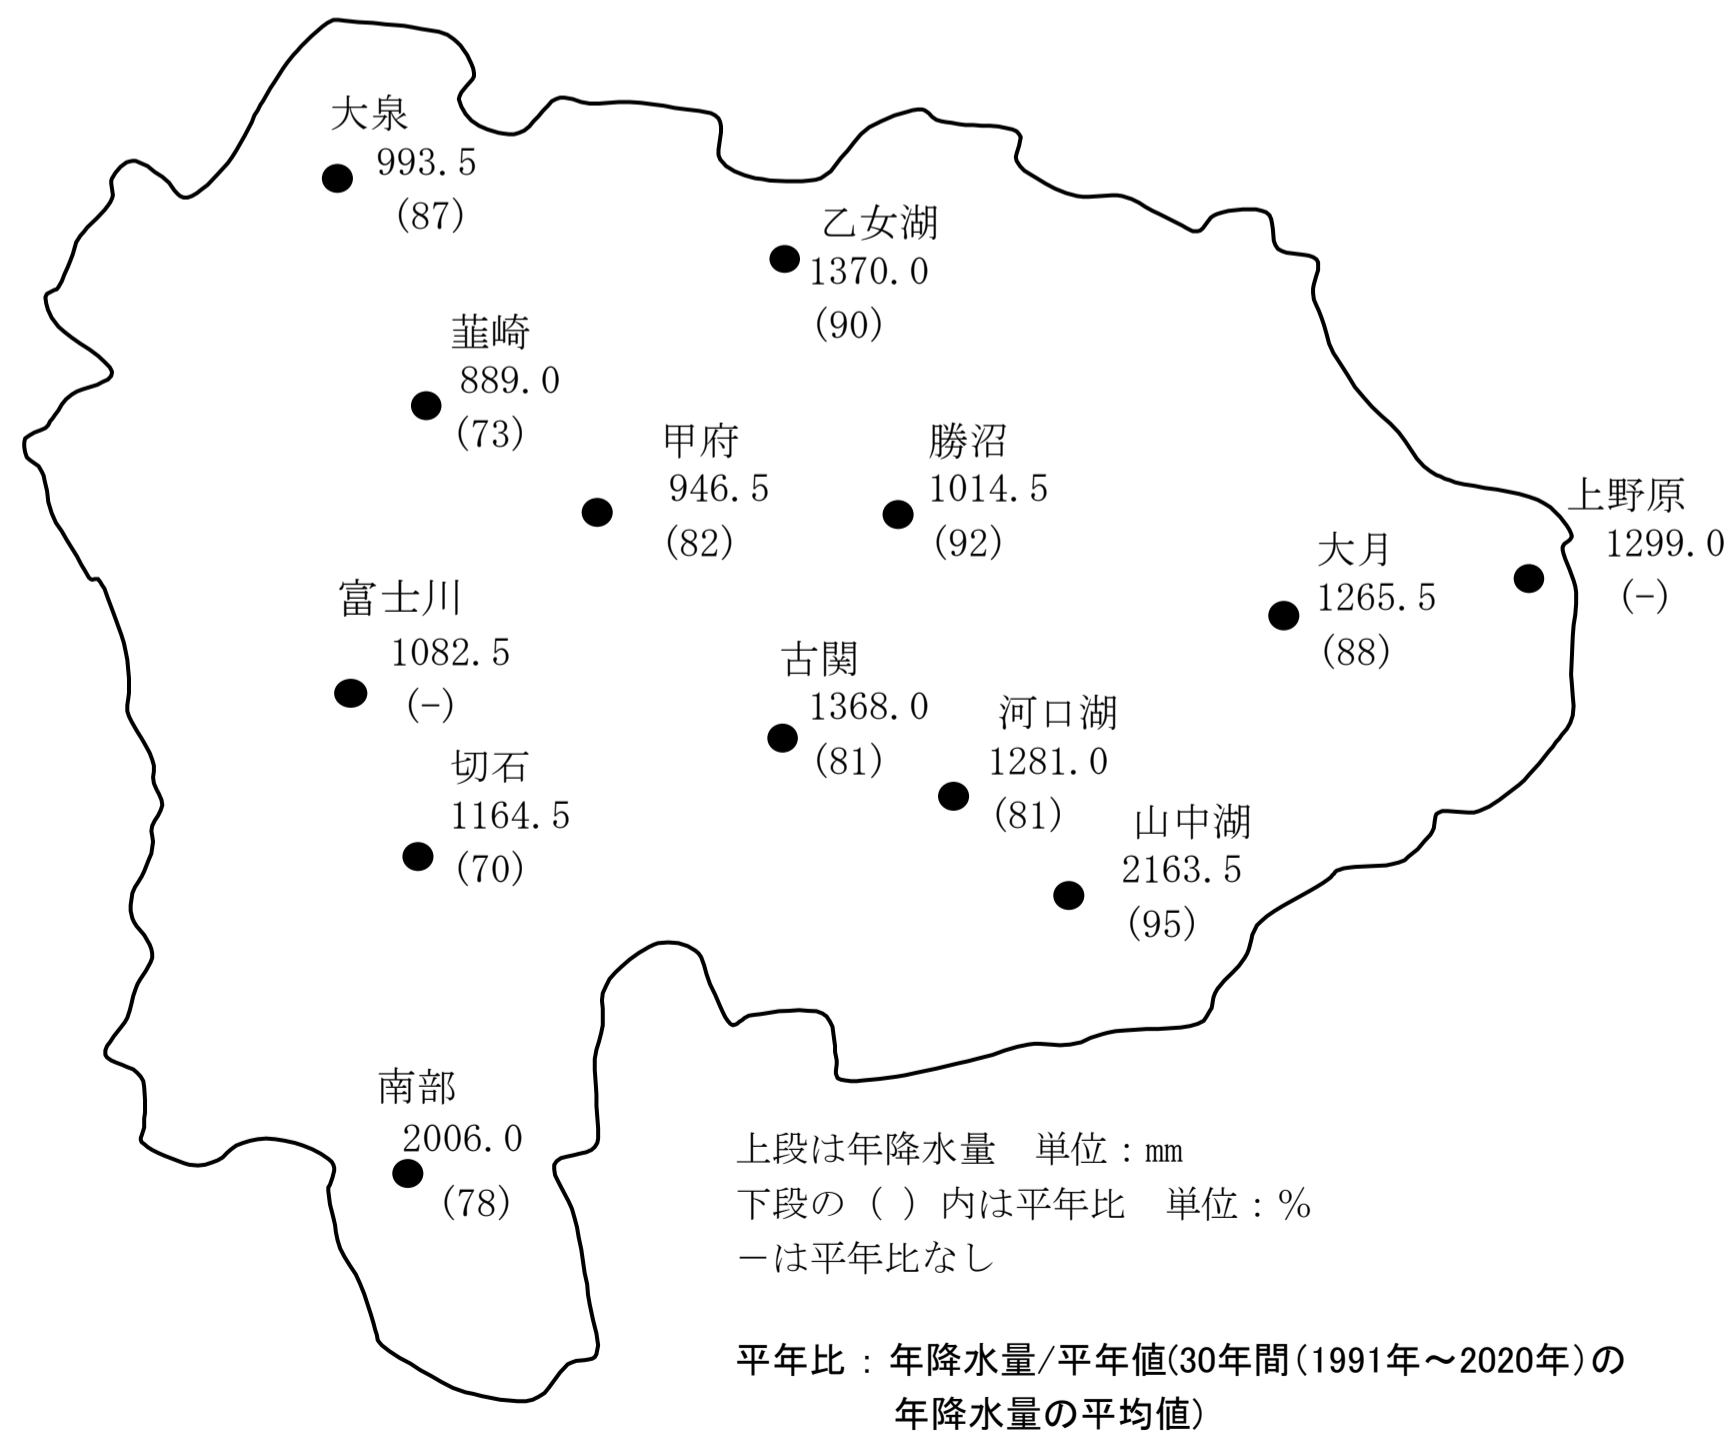 大泉
993.5
(87)
乙女湖
1370.0
(90)
韮崎
889.0
(73)
甲府
946.5
(82)
勝沼
1014.5
(92)
上野原
1299.0
(-)
大月
1265.5
(88)
富士川
1082.5
(-)
古関
1368.0
(81)
河口湖
1281.0
(81)
切石
1164.5
(70)
山中湖
2163.5
(95)
南部
2006.0
(78)
上段は年降水量　単位：mm
下段の（ ）内は平年比　単位：％
－は平年比なし
平年比： 年降水量/平年値(30年間（1991年～2020年）の
年降水量の平均値)